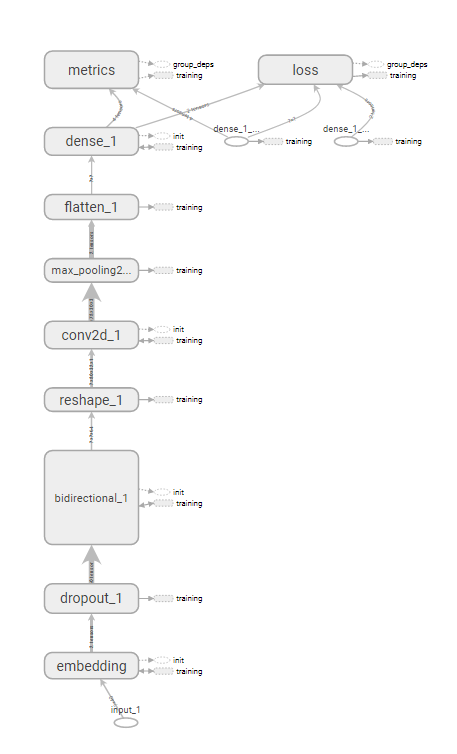 metrics
group_deps
training
loss
group_deps
training
dense_1
init
training
dense_1_...
training
dense_1_...
training
flatten_1
training
max_pooling2...
training
conv2d_1
init
training
reshape_1
training
bidirectional_1
init
training
dropout_1
training
embedding
init
training
input_1